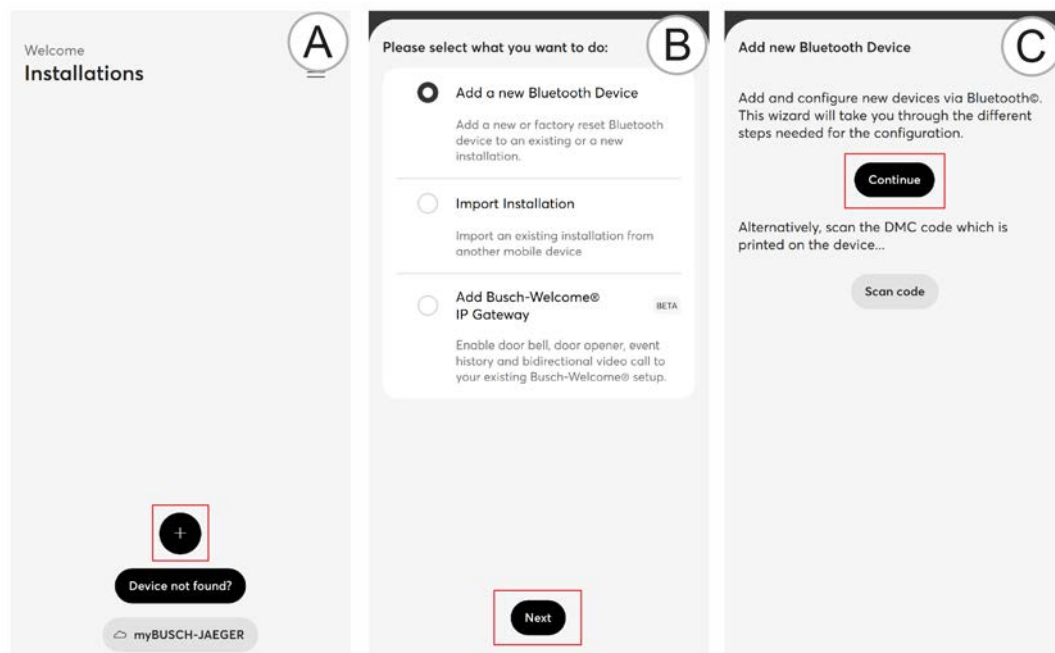 A
Welcome
Installations
+
Device not found?
myBUSCH-JAEGER
B
Please select what you want to do:
Add a new Bluetooth Device
Add a new or factory reset Bluetooth
device to an existing or a new
installation.
Import Installation
Import an existing installation from
another mobile device
Add Busch-Welcome®
IP Gateway
BETA
Enable door bell, door opener, event
history and bidirectional video call to
your existing Busch-Welcome® setup.
Next
C
Add new Bluetooth Device
Add and configure new devices via Bluetooth©.
This wizard will take you through the different
steps needed for the configuration.
Continue
Alternatively, scan the DMC code which is
printed on the device...
Scan code